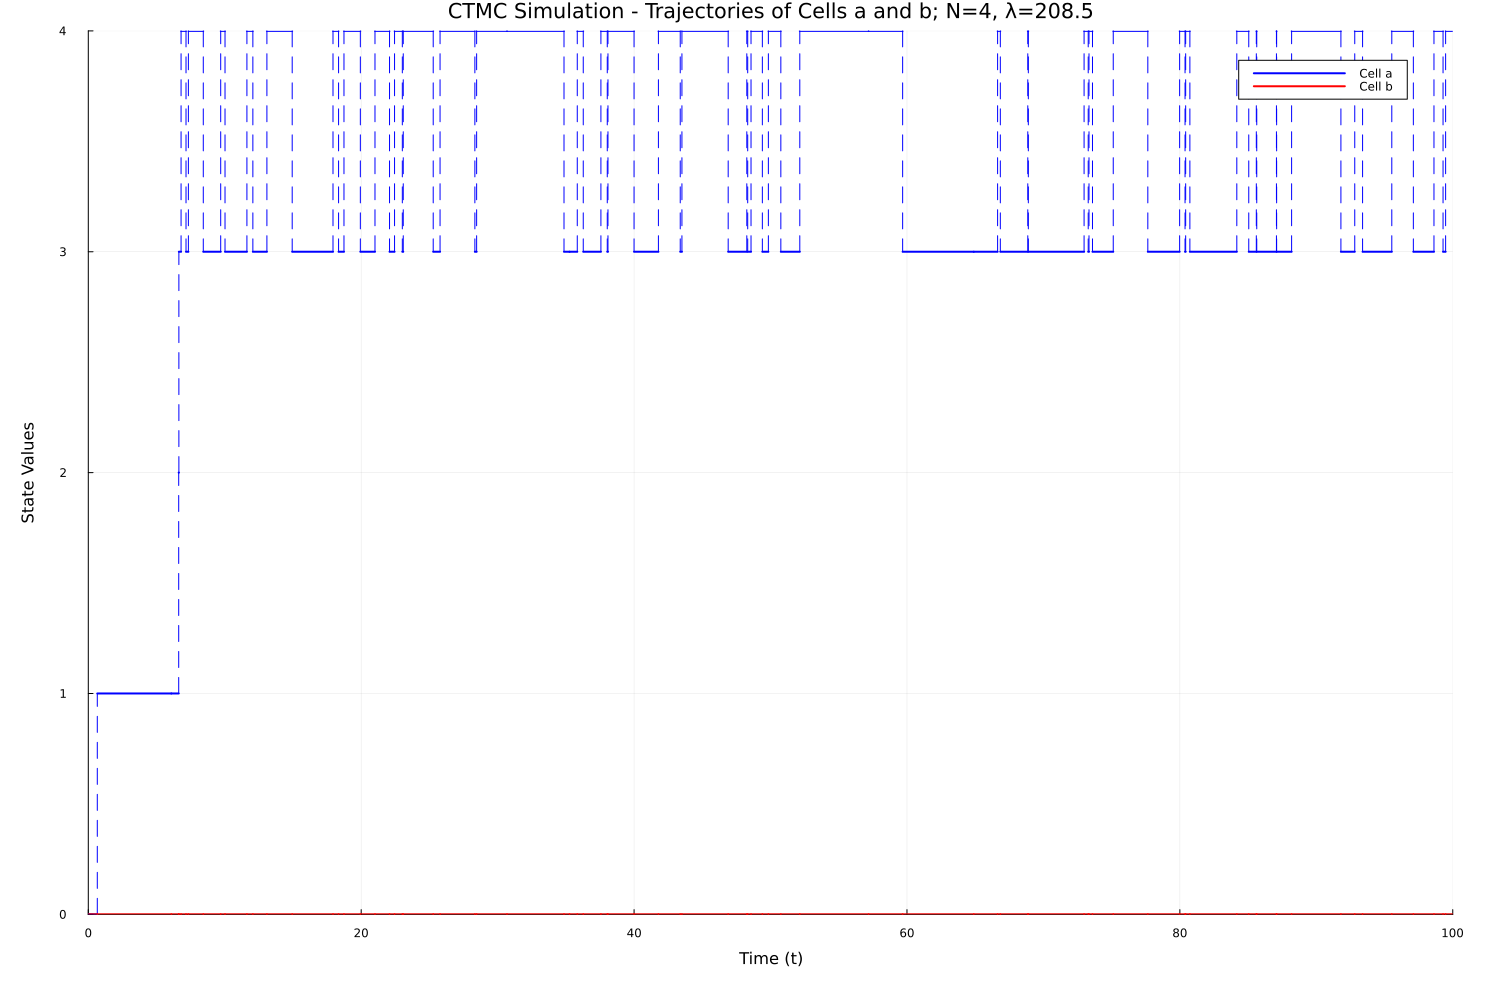 CTMC Simulation - Trajectories of Cells a and b; N=4, λ=208.5
4
Cell a
Cell b
3
State Values
2
1
0
0 20 40 60 80 100
Time (t)